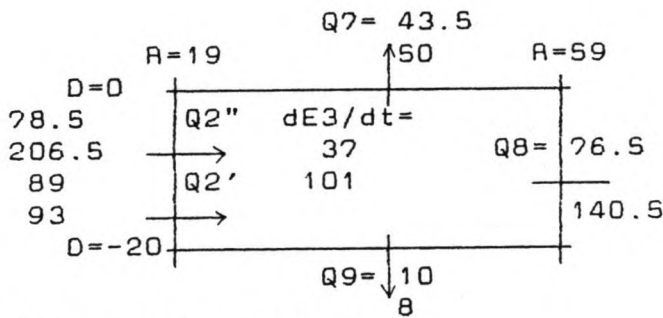 Q7= 43.5
R=19 50 R=59
D=0
78.5 Q2" dE3/dt=
206.5 37 Q8= 76.5
89 Q2' 101
93 140.5
D=-20
Q9= 10
8